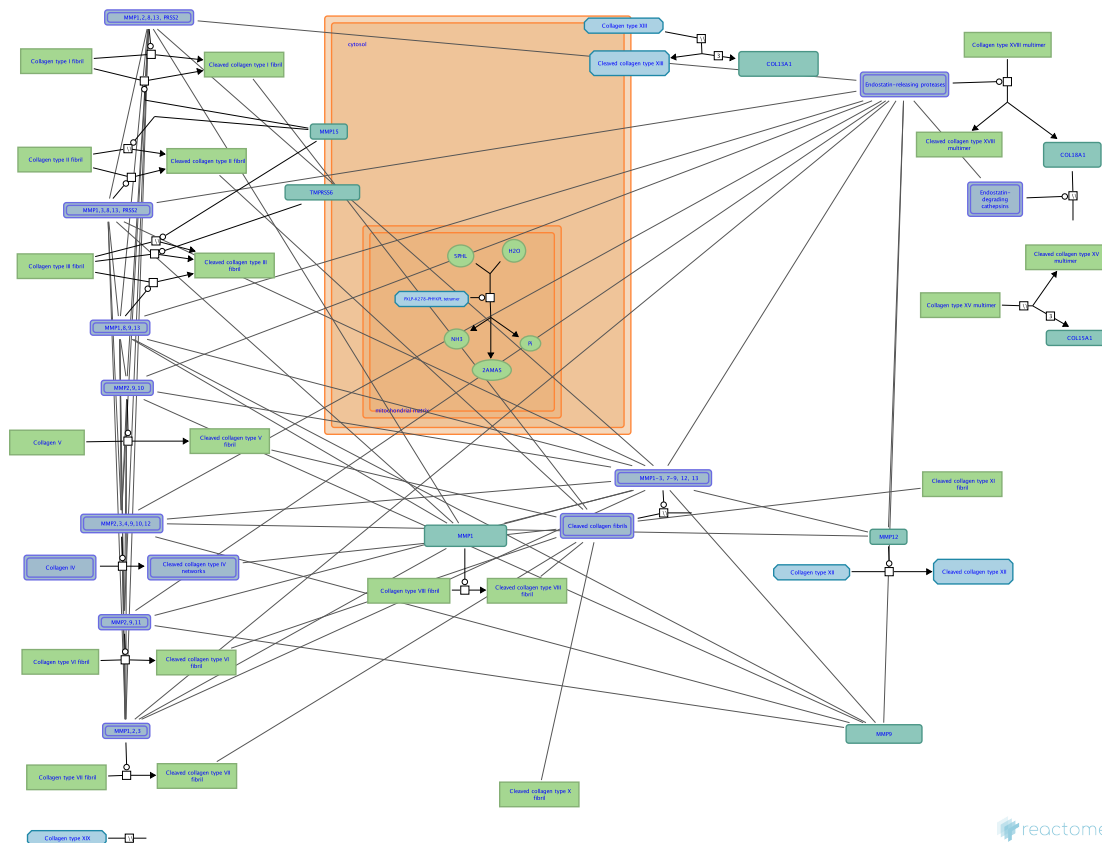 MMP1,2,8,13, PRSS2
Collagen type XIII
cytosol
Collagen type XVIII multimer
Collagen type I fibril
Cleaved collagen type I fibril
Cleaved collagen type XIII
COL13A1
Endostatin-releasing proteases
MMP15
Cleaved collagen type XVIII
multimer
COL18A1
Collagen type II fibril
Cleaved collagen type II fibril
TMPRSS6
Endostatin-
degrading
cathepsins
MMP1,3,8,13, PRSS2
Collagen type III fibril
Cleaved collagen type III
fibril
SPHL
H2O
Cleaved collagen type XV
multimer
PXLP-K278-PHYKPL tetramer
Collagen type XV multimer
MMP1,8,9,13
NH3
Pi
COL15A1
2AMAS
MMP2,9,10
mitochondrial matrix
Collagen V
Cleaved collagen type V
fibril
MMP1-3, 7-9, 12, 13
Cleaved collagen type XI
fibril
MMP2,3,4,9,10,12
MMP1
Cleaved collagen fibrils
MMP12
Collagen IV
Cleaved collagen type IV
networks
Collagen type XII
Cleaved collagen type XII
Collagen type VIII fibril
Cleaved collagen type VIII
fibril
MMP2,9,11
Collagen type VI fibril
Cleaved collagen type VI
fibril
MMP1,2,3
MMP9
Collagen type VII fibril
Cleaved collagen type VII
fibril
Cleaved collagen type X
fibril
Collagen type XIX
reactome